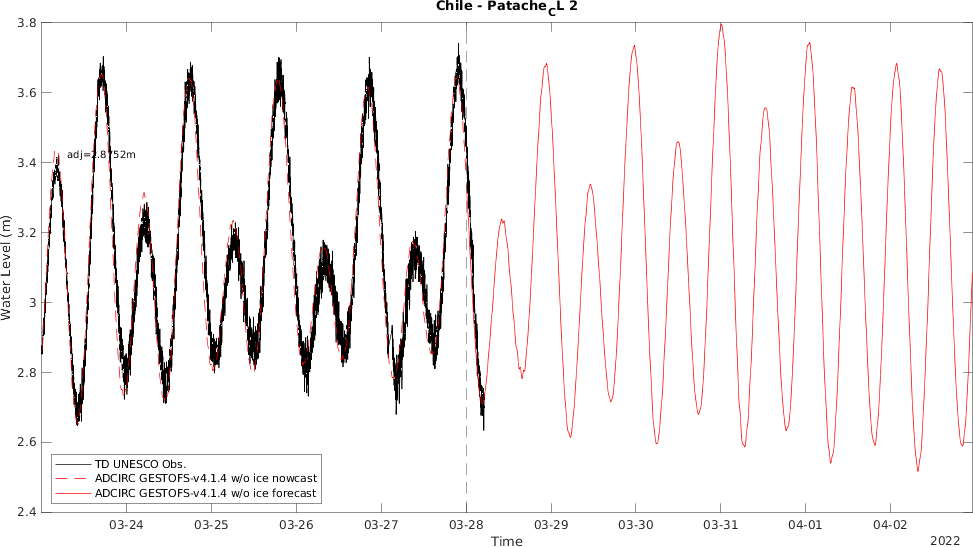 Chile - Patache_CL 2
3.8
3.6
3.4
3.2
3
2.8
2.6
2.4
Water Level (m)
adj=2.8752m
TD UNESCO Obs.
ADCIRC GESTOFS-v4.1.4 w/o ice nowcast
ADCIRC GESTOFS-v4.1.4 w/o ice forecast
03-24 03-25 03-26 03-27 03-28 03-29 03-30 03-31 04-01 04-02
Time
2022